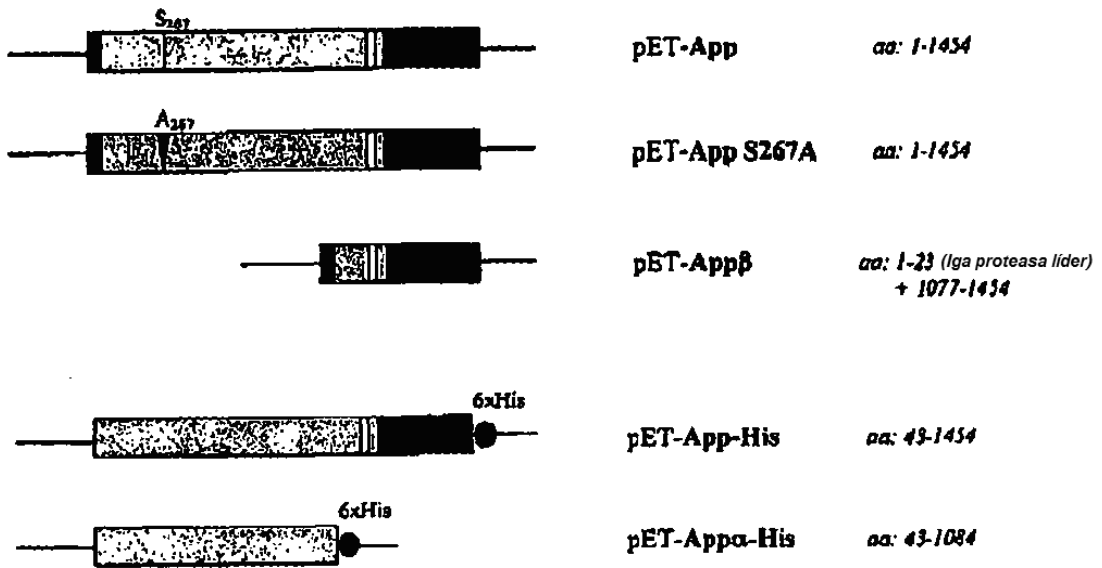 S267
pET-App aa: 1-1454
A267
pET-App S267A aa: 1-1454
pET-Appβ aa: 1-23 (Iga proteasa líder)
+ 1077-1454
6xHis
pET-App-His aa: 43-1454
6xHis
pET-Appα-His aa: 43-1084